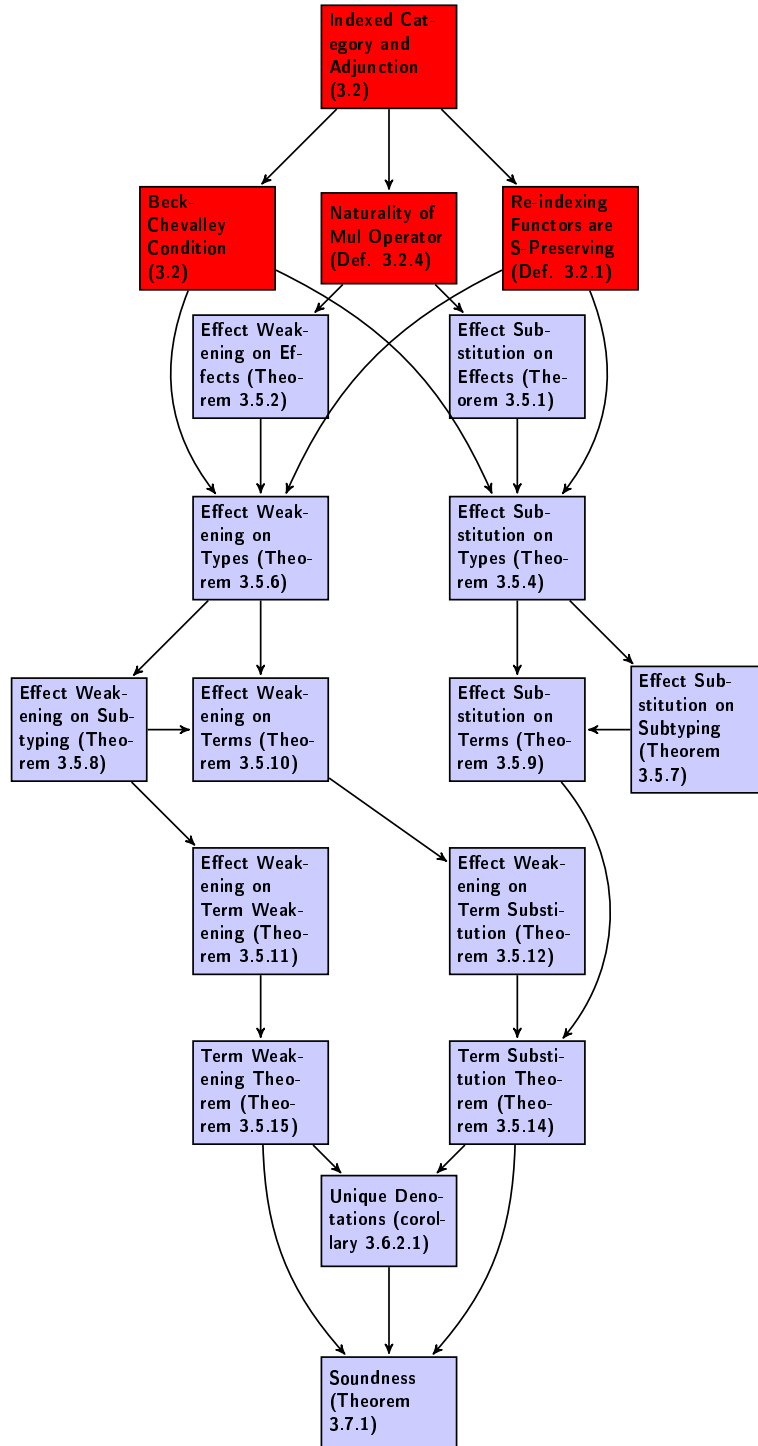 Indexed Cat-
egory and
Adjunction
(3.2)
Beck-
Chevalley
Condition
(3.2)
Naturality of
Mul Operator
(Def. 3.2.4)
Re-indexing
Functors are
S-Preserving
(Def. 3.2.1)
Effect Weak-
ening on Ef-
fects (Theo-
rem 3.5.2)
Effect Sub-
stitution on
Effects (The-
orem 3.5.1)
Effect Weak-
ening on
Types (Theo-
rem 3.5.6)
Effect Sub-
stitution on
Types (Theo-
rem 3.5.4)
Effect Weak-
ening on Sub-
typing (Theo-
rem 3.5.8)
Effect Weak-
ening on
Terms (Theo-
rem 3.5.10)
Effect Sub-
stitution on
Terms (Theo-
rem 3.5.9)
Effect Sub-
stitution on
Subtyping
(Theorem
3.5.7)
Effect Weak-
ening on
Term Weak-
ening (Theo-
rem 3.5.11)
Effect Weak-
ening on
Term Substi-
tution (Theo-
rem 3.5.12)
Term Weak-
ening Theo-
rem (Theo-
rem 3.5.15)
Term Substi-
tution Theo-
rem (Theo-
rem 3.5.14)
Unique Deno-
tations (corol-
lary 3.6.2.1)
Soundness
(Theorem
3.7.1)